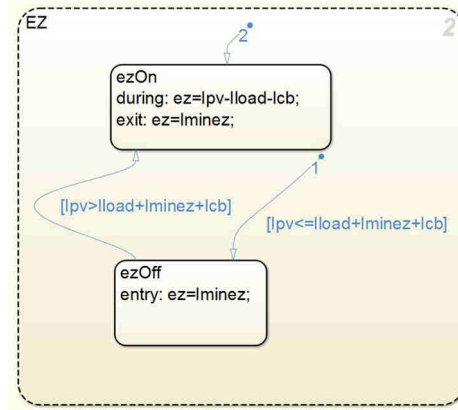 EZ
2
2
ezOn
during: ez=Ipv-Iload-Icb;
exit: ez=Iminez;
1
[Ipv>Iload+Iminez+Icb]
[Ipv<=Iload+Iminez+Icb]
ezOff
entry: ez=Iminez;